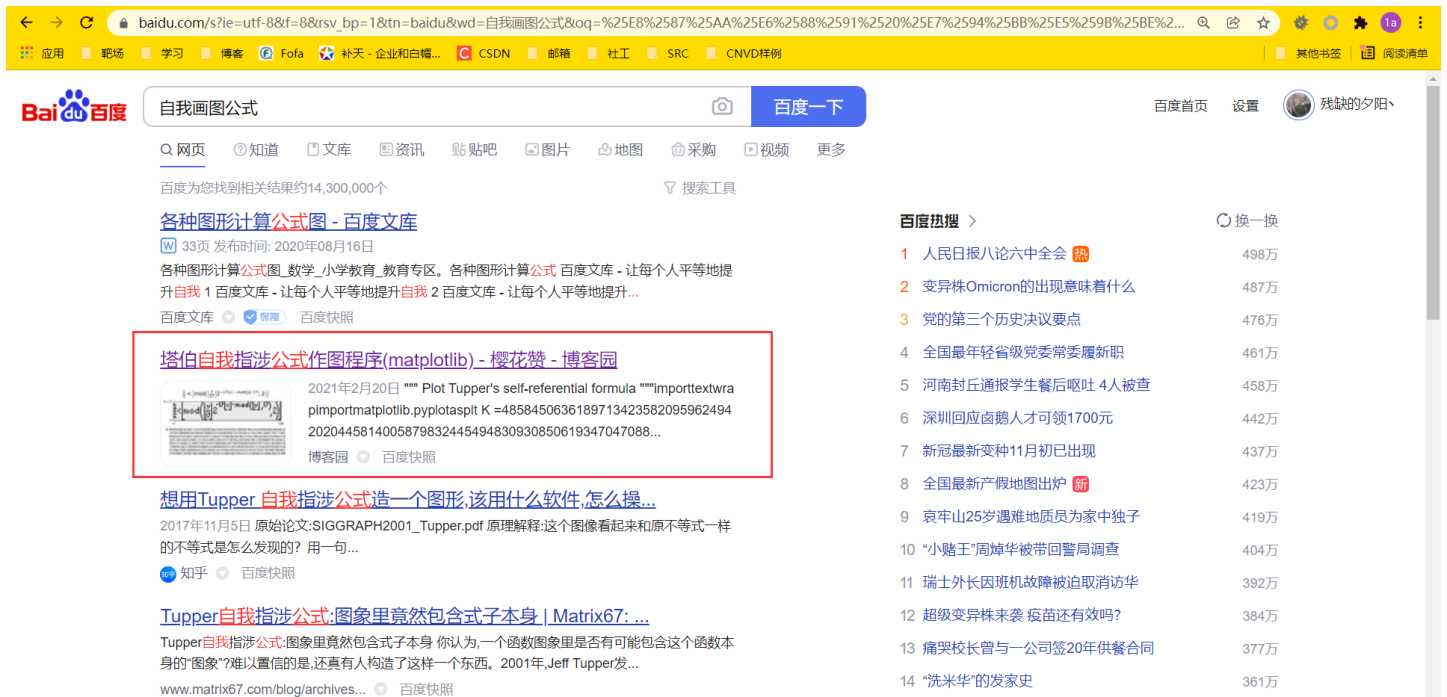 baidu.com/s?ie=utf-8&f=8&rsv_bp=1&tn=baidu&wd=自我画图公式&oq=%25E8%2587%25AA%25E6%2588%2591%2520%25E7%2594%25BB%25E5%259B%25BE%2...
1a
应用 靶场 学习 博客 Fofa 补天 - 企业和白帽... CSDN 邮箱 社工 SRC CNVD样例 其他书签 阅读清单
Bai du 百度 自我画图公式 百度一下 百度首页 设置 残缺的夕阳丶
网页 知道 文库 资讯 贴吧 图片 地图 采购 视频 更多
百度为您找到相关结果约14,300,000个 搜索工具
各种图形计算公式图 - 百度文库
W 33页 发布时间: 2020年08月16日
各种图形计算公式图_数学_小学教育_教育专区。各种图形计算公式 百度文库 - 让每个人平等地提
升自我 1 百度文库 - 让每个人平等地提升自我 2 百度文库 - 让每个人平等地提升...
百度文库 保障 百度快照
塔伯自我指涉公式作图程序(matplotlib) - 樱花赞 - 博客园
2021年2月20日 """ Plot Tupper's self-referential formula """importtextwra
pimportmatplotlib.pyplotasplt K =48584506361897134235820959624942020445814005879832445494830930850619347047088...
博客园 百度快照
想用Tupper 自我指涉公式造一个图形,该用什么软件,怎么操...
2017年11月5日 原始论文:SIGGRAPH2001_Tupper.pdf 原理解释:这个图像看起来和原不等式一样
的不等式是怎么发现的？用一句...
知乎 知乎 百度快照
Tupper自我指涉公式:图象里竟然包含式子本身 | Matrix67: ...
Tupper自我指涉公式:图象里竟然包含式子本身 你认为,一个函数图象里是否有可能包含这个函数本
身的"图象"?难以置信的是,还真有人构造了这样一个东西。2001年,Jeff Tupper发...
www.matrix67.com/blog/archives... 百度快照
百度热搜 换一换
1 人民日报八论六中全会 热 498万
2 变异株Omicron的出现意味着什么 487万
3 党的第三个历史决议要点 476万
4 全国最年轻省级党委常委履新职 461万
5 河南封丘通报学生餐后呕吐 4人被查 458万
6 深圳回应卤鹅人才可领1700元 442万
7 新冠最新变种11月初已出现 437万
8 全国最新产假地图出炉 新 423万
9 哀牢山25岁遇难地质员为家中独子 419万
10 “小赌王”周焯华被带回警局调查 404万
11 瑞士外长因班机故障被迫取消访华 392万
12 超级变异株来袭 疫苗还有效吗? 384万
13 痛哭校长曾与一公司签20年供餐合同 377万
14 “洗米华”的发家史 361万